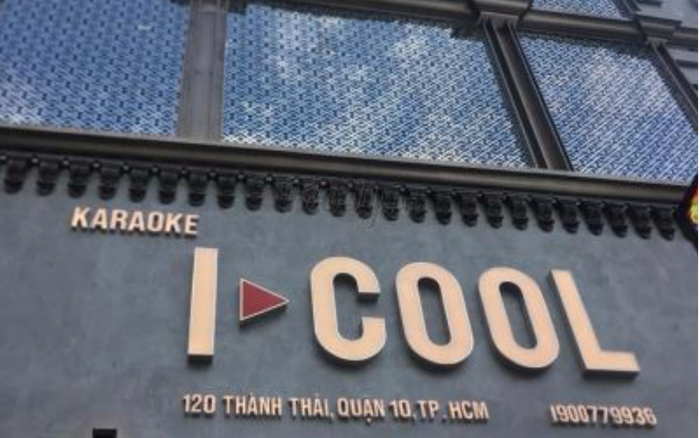 KARAOKE
I COOL
120 THÀNH THÁI, QUẬN 10, TP. HCM 1900779936